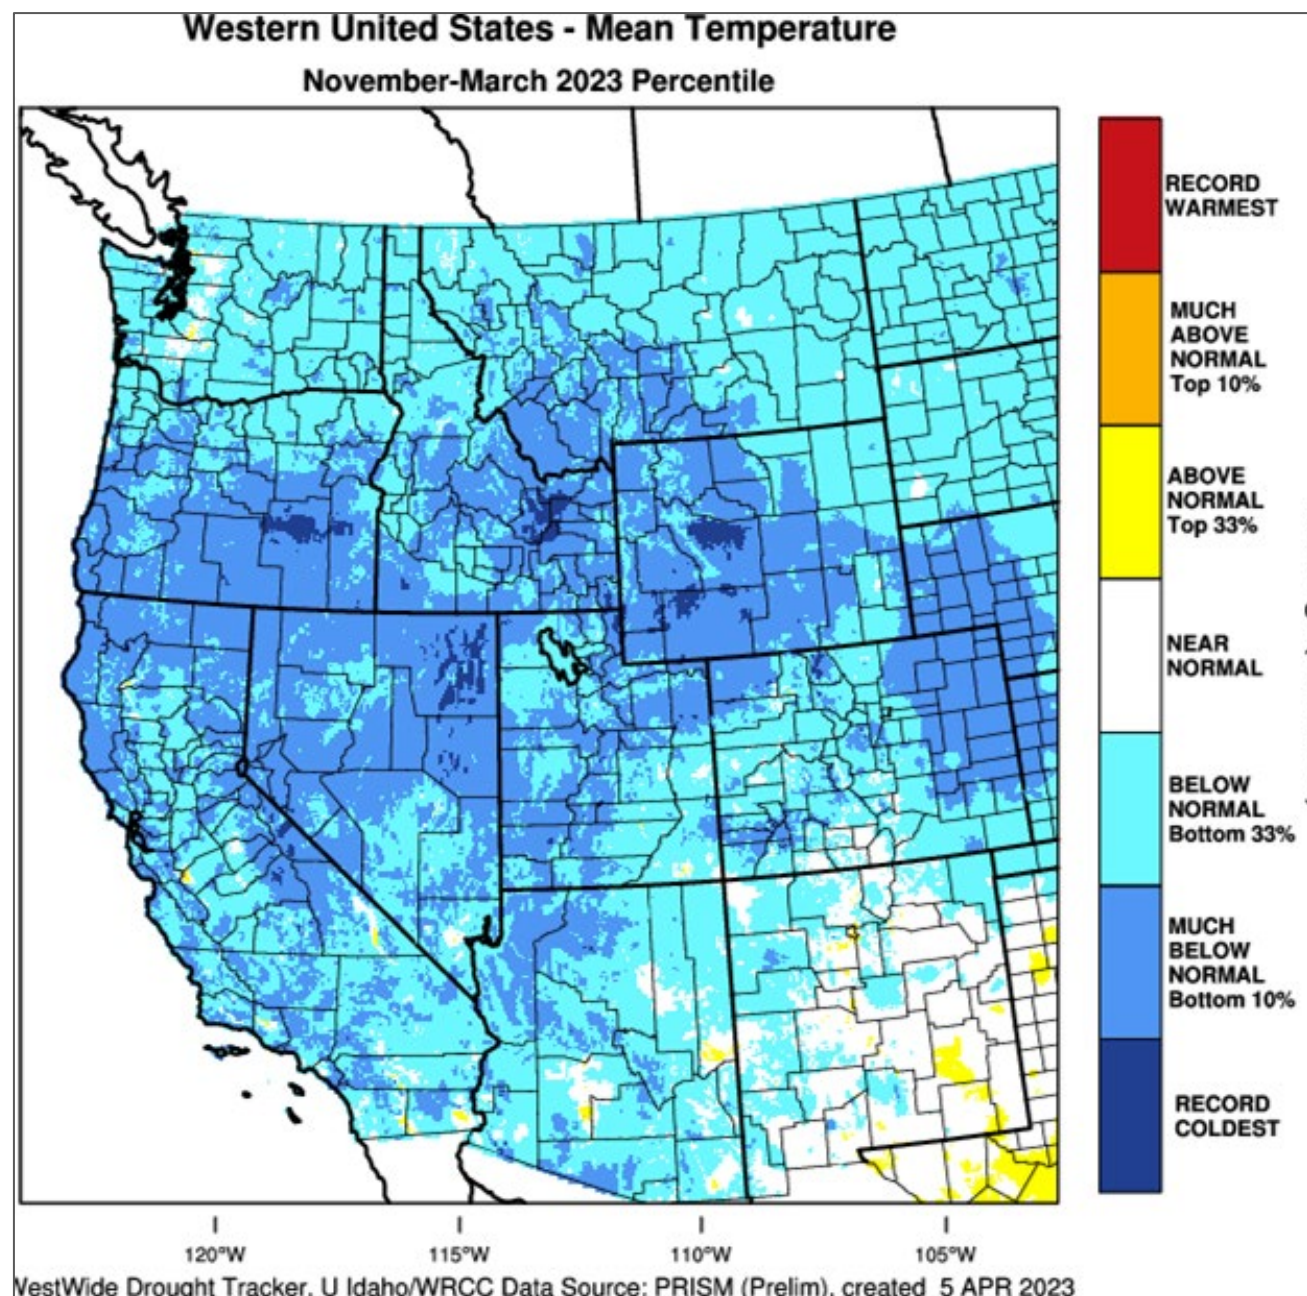 Western United States - Mean Temperature
November-March 2023 Percentile
RECORD
WARMEST
MUCH
ABOVE
NORMAL
Top 10%
ABOVE
NORMAL
Top 33%
NEAR
NORMAL
BELOW
NORMAL
Bottom 33%
MUCH
BELOW
NORMAL
Bottom 10%
RECORD
COLDEST
120°W
115°W
110°W
105°W
WestWide Drought Tracker, U Idaho/WRCC Data Source: PRISM (Prelim), created 5 APR 2023